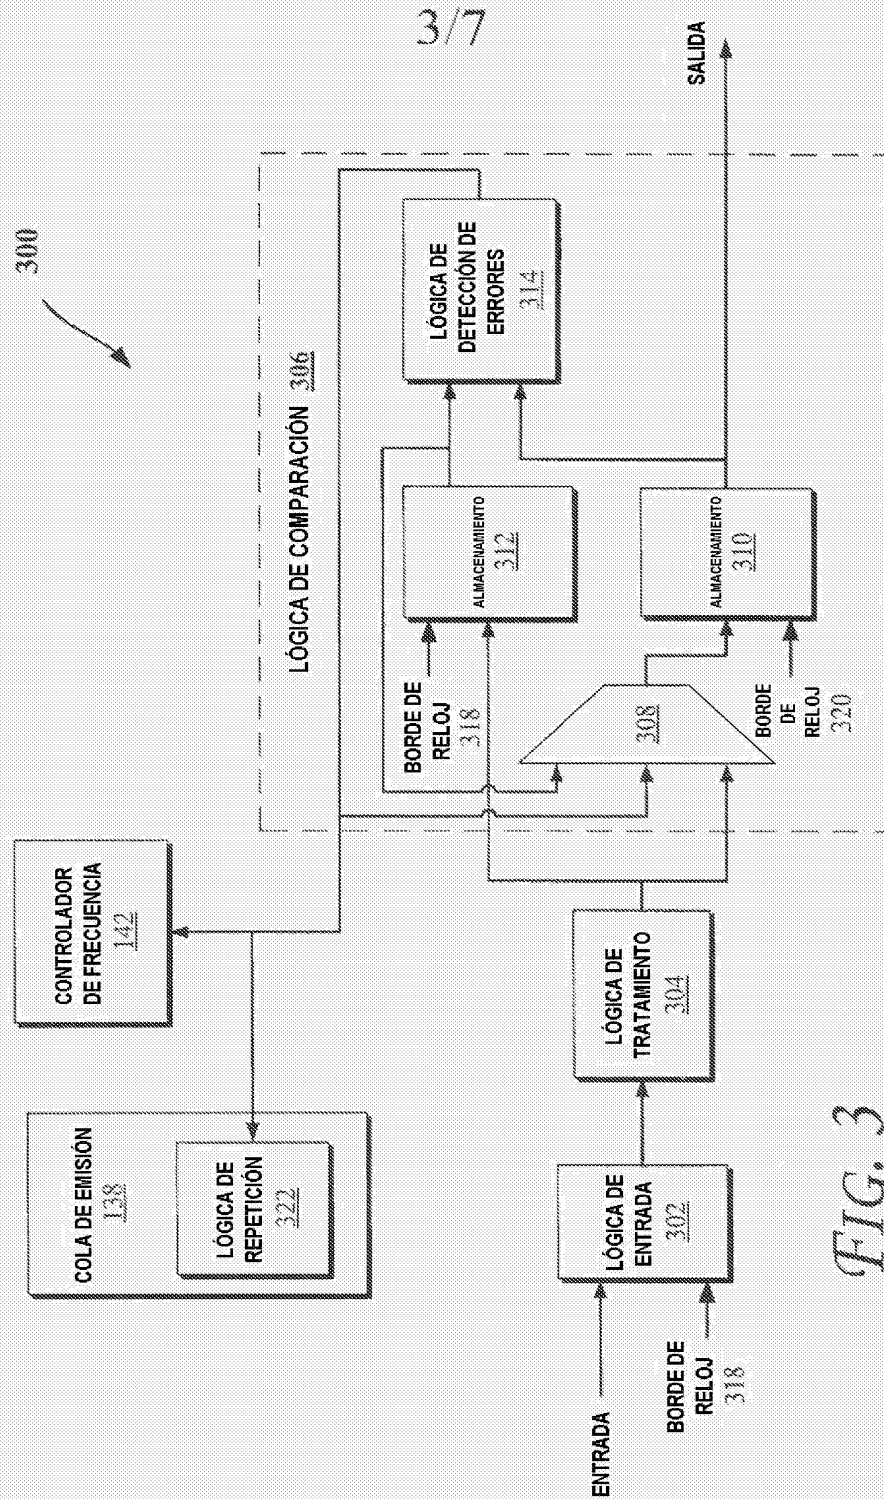 3/7
300
COLA DE EMISIÓN
138
LÓGICA DE
REPETICIÓN
322
CONTROLADOR
DE FRECUENCIA
142
LÓGICA DE COMPARACIÓN 306
LÓGICA DE
DETECCIÓN DE
ERRORES
314
BORDE DE
RELOJ
318
ALMACENAMIENTO
312
308
ALMACENAMIENTO
310
BORDE
DE
RELOJ
320
SALIDA
LÓGICA DE
TRATAMIENTO
304
LÓGICA DE
ENTRADA
302
ENTRADA
BORDE DE
RELOJ
318
FIG. 3